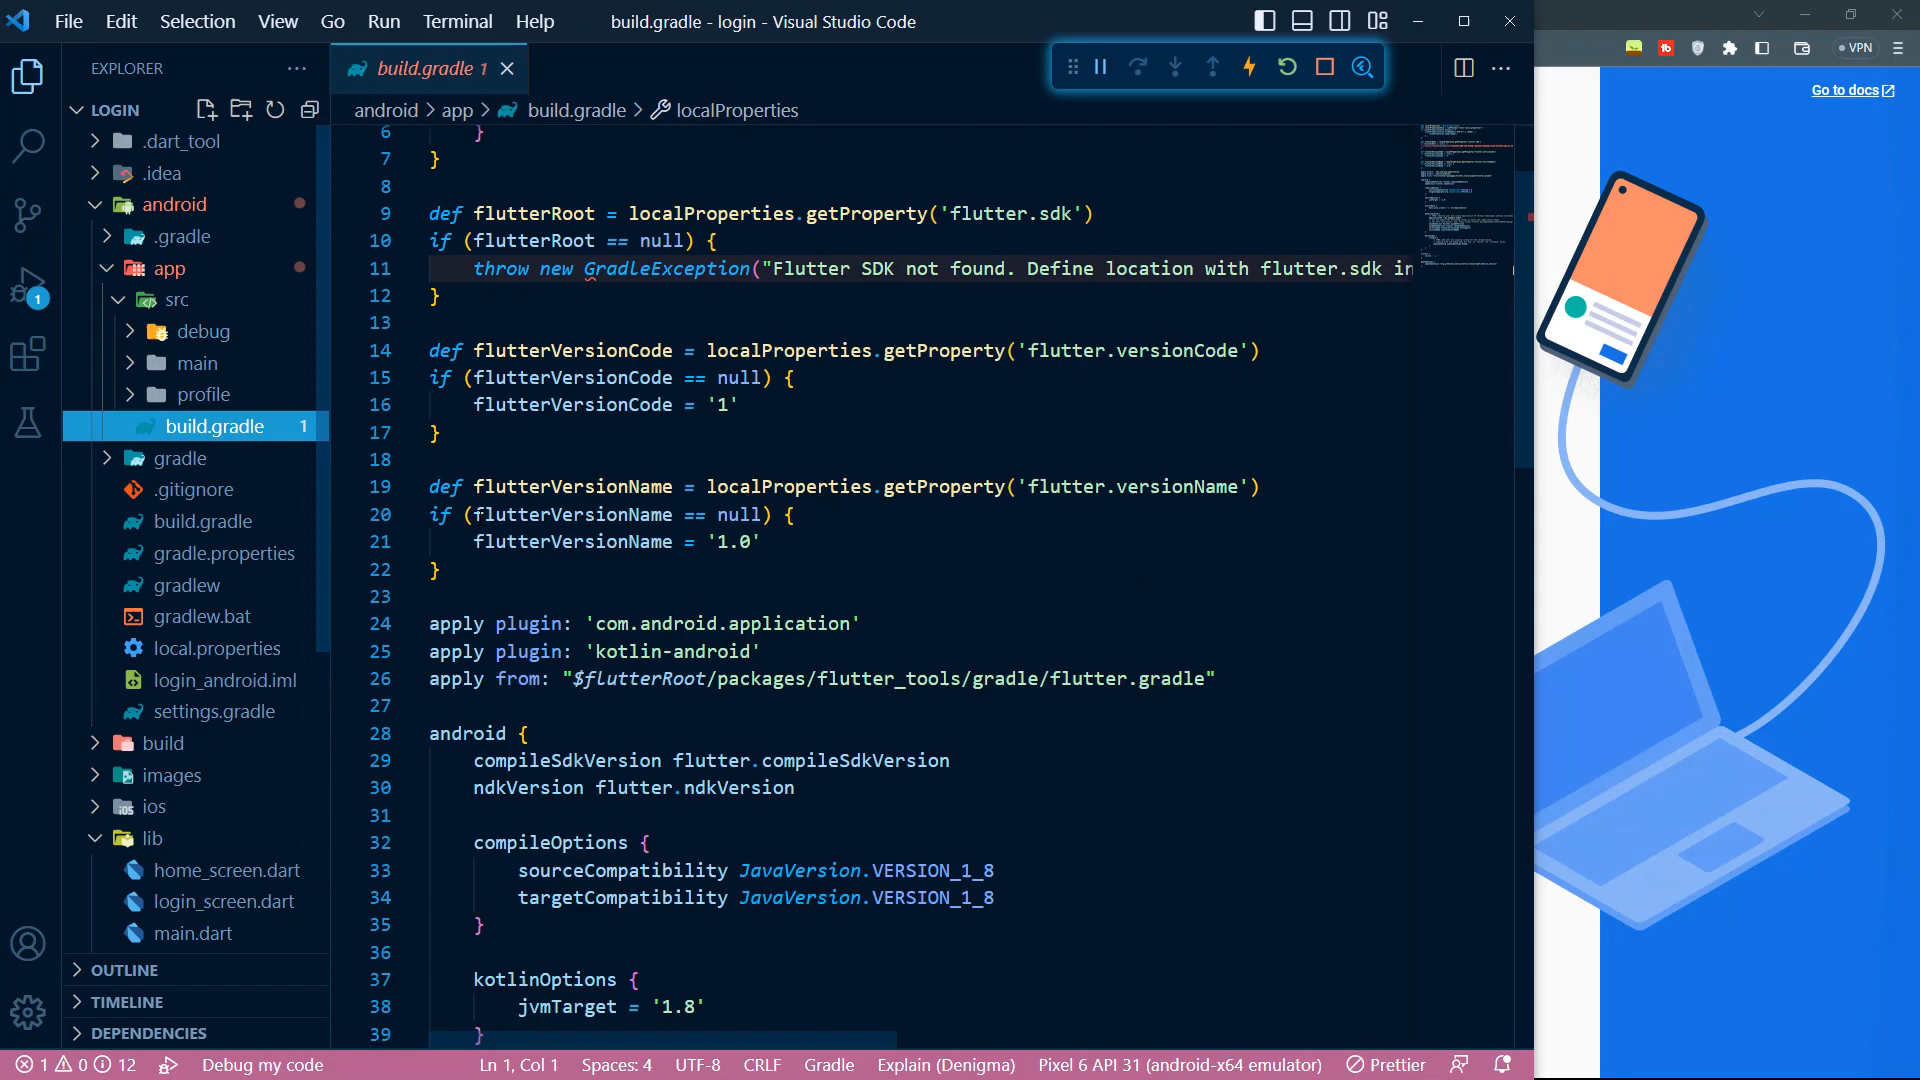 File Edit Selection View Go Run Terminal Help
build.gradle - login - Visual Studio Code
VPN
Go to docs
EXPLORER
build.gradle 1
LOGIN
android > app > build.gradle > localProperties
.dart_tool
.idea
android
.gradle
app
src
debug
main
profile
build.gradle 1
gradle
.gitignore
build.gradle
gradle.properties
gradlew
gradlew.bat
local.properties
login_android.iml
settings.gradle
build
images
ios
lib
home_screen.dart
login_screen.dart
main.dart
OUTLINE
TIMELINE
DEPENDENCIES
1
6 }
7 }
8
9 def flutterRoot = localProperties.getProperty('flutter.sdk')
10 if (flutterRoot == null) {
11 throw new GradleException("Flutter SDK not found. Define location with flutter.sdk in
12 }
13
14 def flutterVersionCode = localProperties.getProperty('flutter.versionCode')
15 if (flutterVersionCode == null) {
16 flutterVersionCode = '1'
17 }
18
19 def flutterVersionName = localProperties.getProperty('flutter.versionName')
20 if (flutterVersionName == null) {
21 flutterVersionName = '1.0'
22 }
23
24 apply plugin: 'com.android.application'
25 apply plugin: 'kotlin-android'
26 apply from: "$flutterRoot/packages/flutter_tools/gradle/flutter.gradle"
27
28 android {
29 compileSdkVersion flutter.compileSdkVersion
30 ndkVersion flutter.ndkVersion
31
32 compileOptions {
33 sourceCompatibility JavaVersion.VERSION_1_8
34 targetCompatibility JavaVersion.VERSION_1_8
35 }
36
37 kotlinOptions {
38 jvmTarget = '1.8'
39 }
1 0 12 Debug my code Ln 1, Col 1 Spaces: 4 UTF-8 CRLF Gradle Explain (Denigma) Pixel 6 API 31 (android-x64 emulator) Prettier